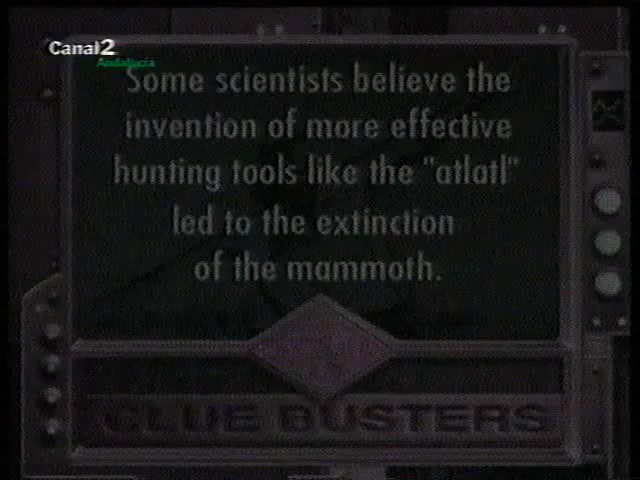 Canal2
Andalucía
Some scientists believe the
invention of more effective
hunting tools like the "atlatl"
led to the extinction
of the mammoth.
CLUE BUSTERS